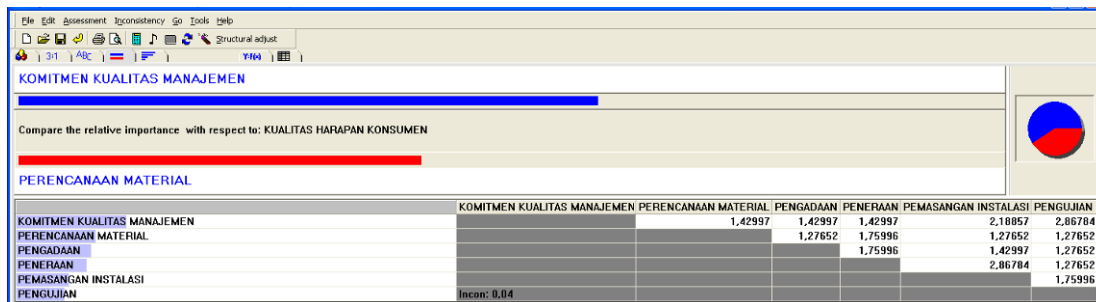 File Edit Assessment Inconsistency Go Tools Help
Structural adjust
3:1 ABC Y=f(x)
KOMITMEN KUALITAS MANAJEMEN
Compare the relative importance with respect to: KUALITAS HARAPAN KONSUMEN
PERENCANAAN MATERIAL
KOMITMEN KUALITAS MANAJEMEN PERENCANAAN MATERIAL PENGADAAN PENERAAN PEMASANGAN INSTALASI PENGUJIAN
KOMITMEN KUALITAS MANAJEMEN 1,42997 1,42997 1,42997 2,18857 2,86784
PERENCANAAN MATERIAL 1,27652 1,75996 1,27652 1,27652
PENGADAAN 1,75996 1,42997 1,27652
PENERAAN 2,86784 1,27652
PEMASANGAN INSTALASI 1,75996
PENGUJIAN Incon: 0,04